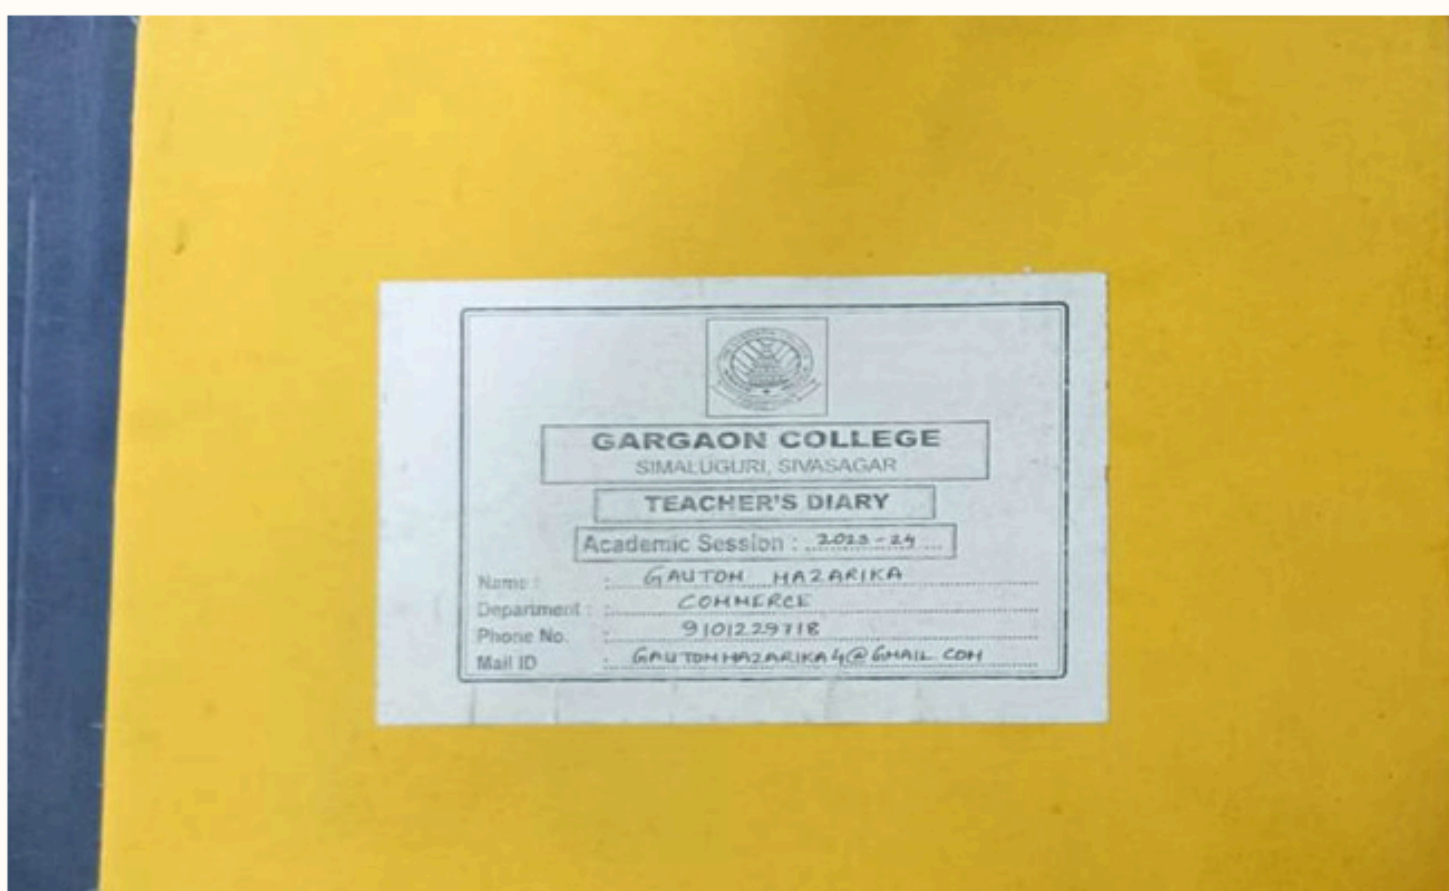 GARGAON COLLEGE
SIMALUGURI, SIVASAGAR
TEACHER'S DIARY
Academic Session : 2023-24
Name : : GAUTOM HAZARIKA
Department : : COMMERCE
Phone No. : 9101229718
Mail ID : GAUTOMHAZARIKA4@GMAIL.COM